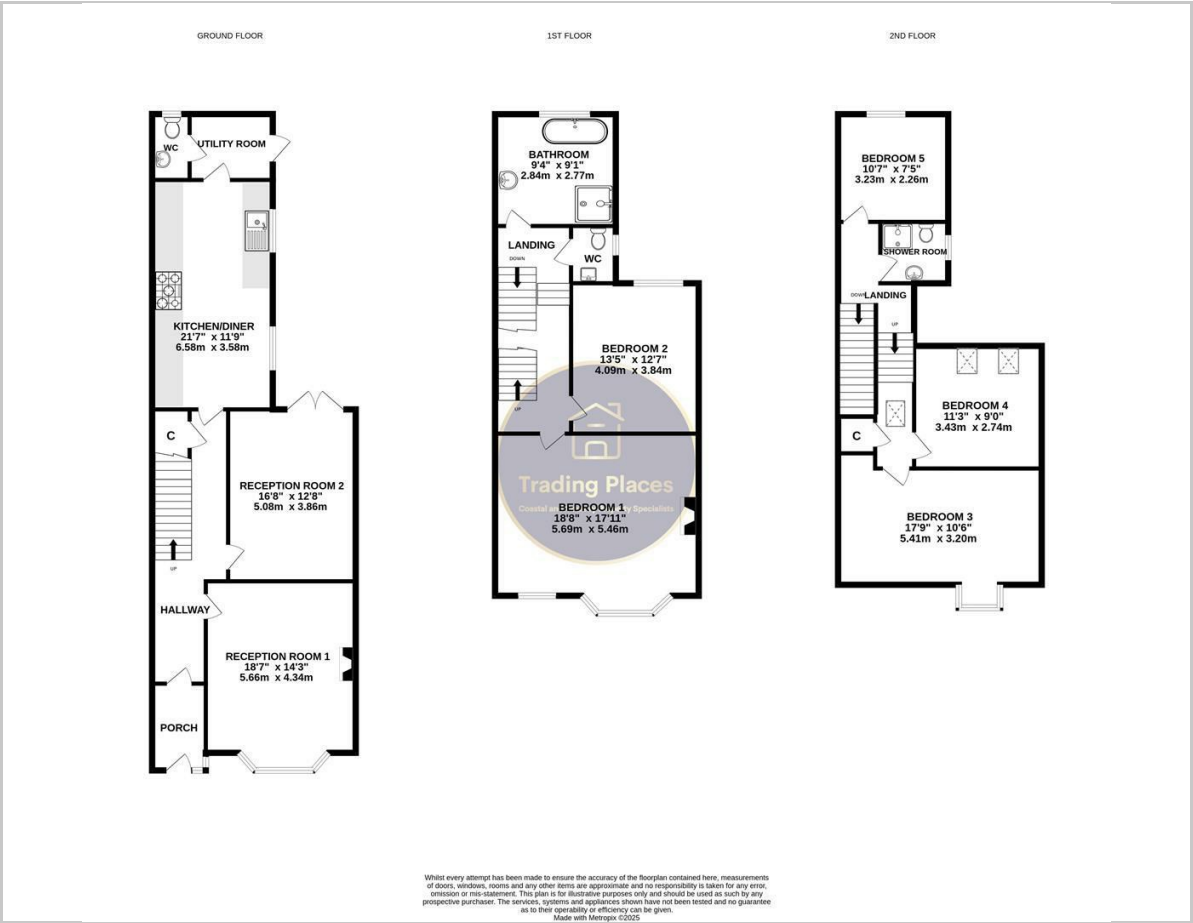 GROUND FLOOR
WC
UTILITY ROOM
KITCHEN/DINER
21'7" x 11'9"
6.58m x 3.58m
C
RECEPTION ROOM 2
16'8" x 12'8"
5.08m x 3.86m
UP
HALLWAY
RECEPTION ROOM 1
18'7" x 14'3"
5.66m x 4.34m
PORCH
1ST FLOOR
BATHROOM
9'4" x 9'1"
2.84m x 2.77m
LANDING
DOWN
WC
BEDROOM 2
13'5" x 12'7"
4.09m x 3.84m
UP
Trading Places
Coastal Specialists
BEDROOM 1
18'8" x 17'11"
5.69m x 5.46m
2ND FLOOR
BEDROOM 5
10'7" x 7'5"
3.23m x 2.26m
SHOWER ROOM
DOWN
LANDING
UP
BEDROOM 4
11'3" x 9'0"
3.43m x 2.74m
C
BEDROOM 3
17'9" x 10'6"
5.41m x 3.20m
Whilst every attempt has been made to ensure the accuracy of the floorplan contained here, measurements
of doors, windows, rooms and any other items are approximate and no responsibility is taken for any error,
omission or mis-statement. This plan is for illustrative purposes only and should be used as such by any
prospective purchaser. The services, systems and appliances shown have not been tested and no guarantee
as to their operability or efficiency can be given.
Made with Metropix ©2025